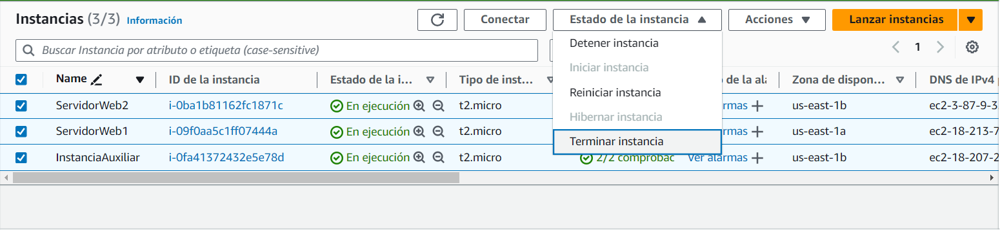 Instancias (3/3) Información Conectar Estado de la instancia Acciones Lanzar instancias
Buscar Instancia por atributo o etiqueta (case-sensitive) 1
Detener instancia
Iniciar instancia
Reiniciar instancia
Hibernar instancia
Terminar instancia
Name ID de la instancia Estado de la i... Tipo de inst... de la ala Zona de dispon... DNS de IPv4
ServidorWeb2 i-0ba1b81162fc1871c En ejecución t2.micro rmas us-east-1b ec2-3-87-9-3
ServidorWeb1 i-09f0aa5c1ff07444a En ejecución t2.micro rmas us-east-1a ec2-18-213-7
InstanciaAuxiliar i-0fa41372432e5e78d En ejecución t2.micro 2/2 comprobac Ver alarmas us-east-1b ec2-18-207-2